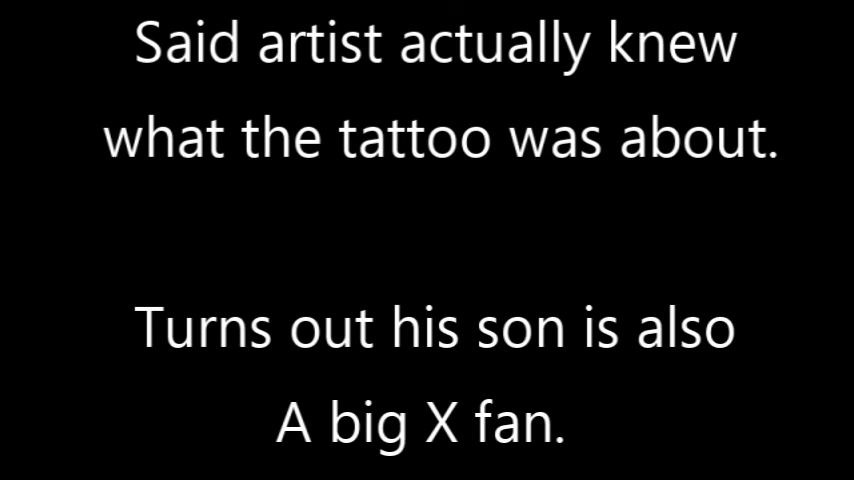 Said artist actually knew
what the tattoo was about.
Turns out his son is also
A big X fan.